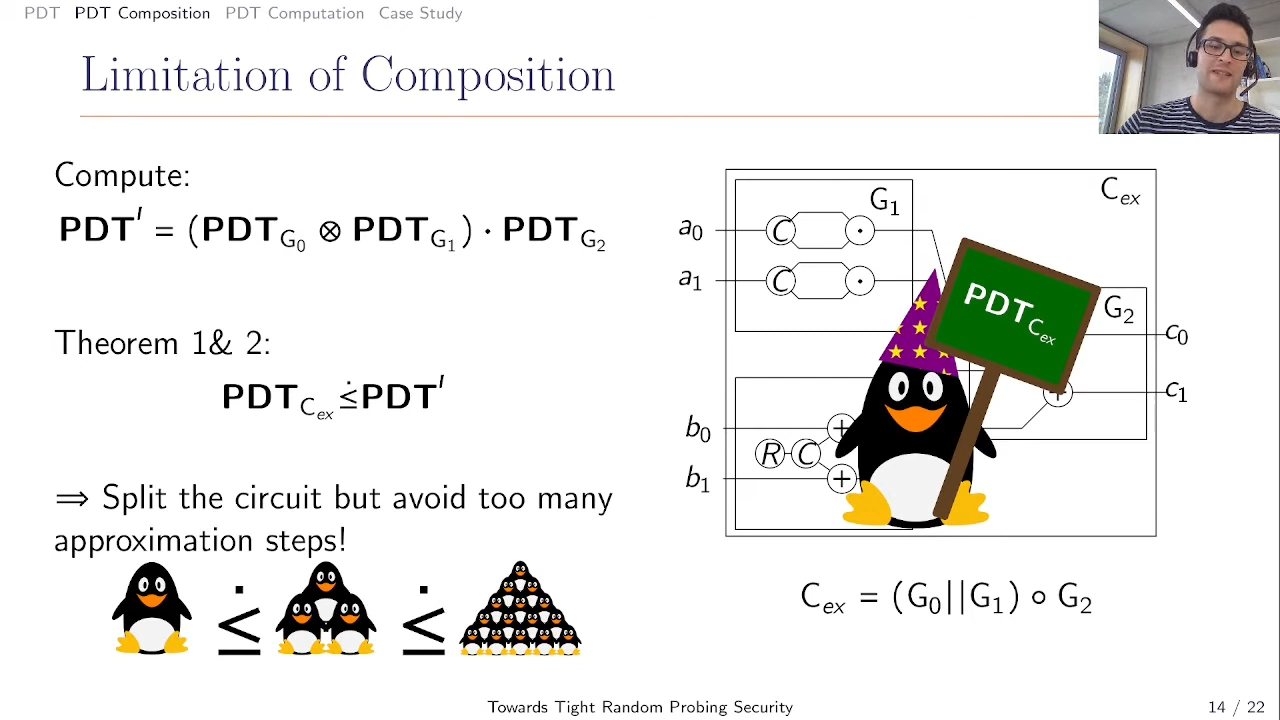 PDT PDT Composition PDT Computation Case Study
Limitation of Composition
Compute:
PDT' = (PDT_G₀ ⊗ PDT_G₁) · PDT_G₂
Theorem 1& 2:
PDT_C_ex ≤̇ PDT'
⟹ Split the circuit but avoid too many
approximation steps!
≤̇ ≤̇
C_ex
G₁
a₀ C ·
a₁ C ·
PDT_C_ex
G₂
c₀
c₁
+
b₀ +
R C
b₁ +
C_ex = (G₀||G₁) ∘ G₂
Towards Tight Random Probing Security
14 / 22